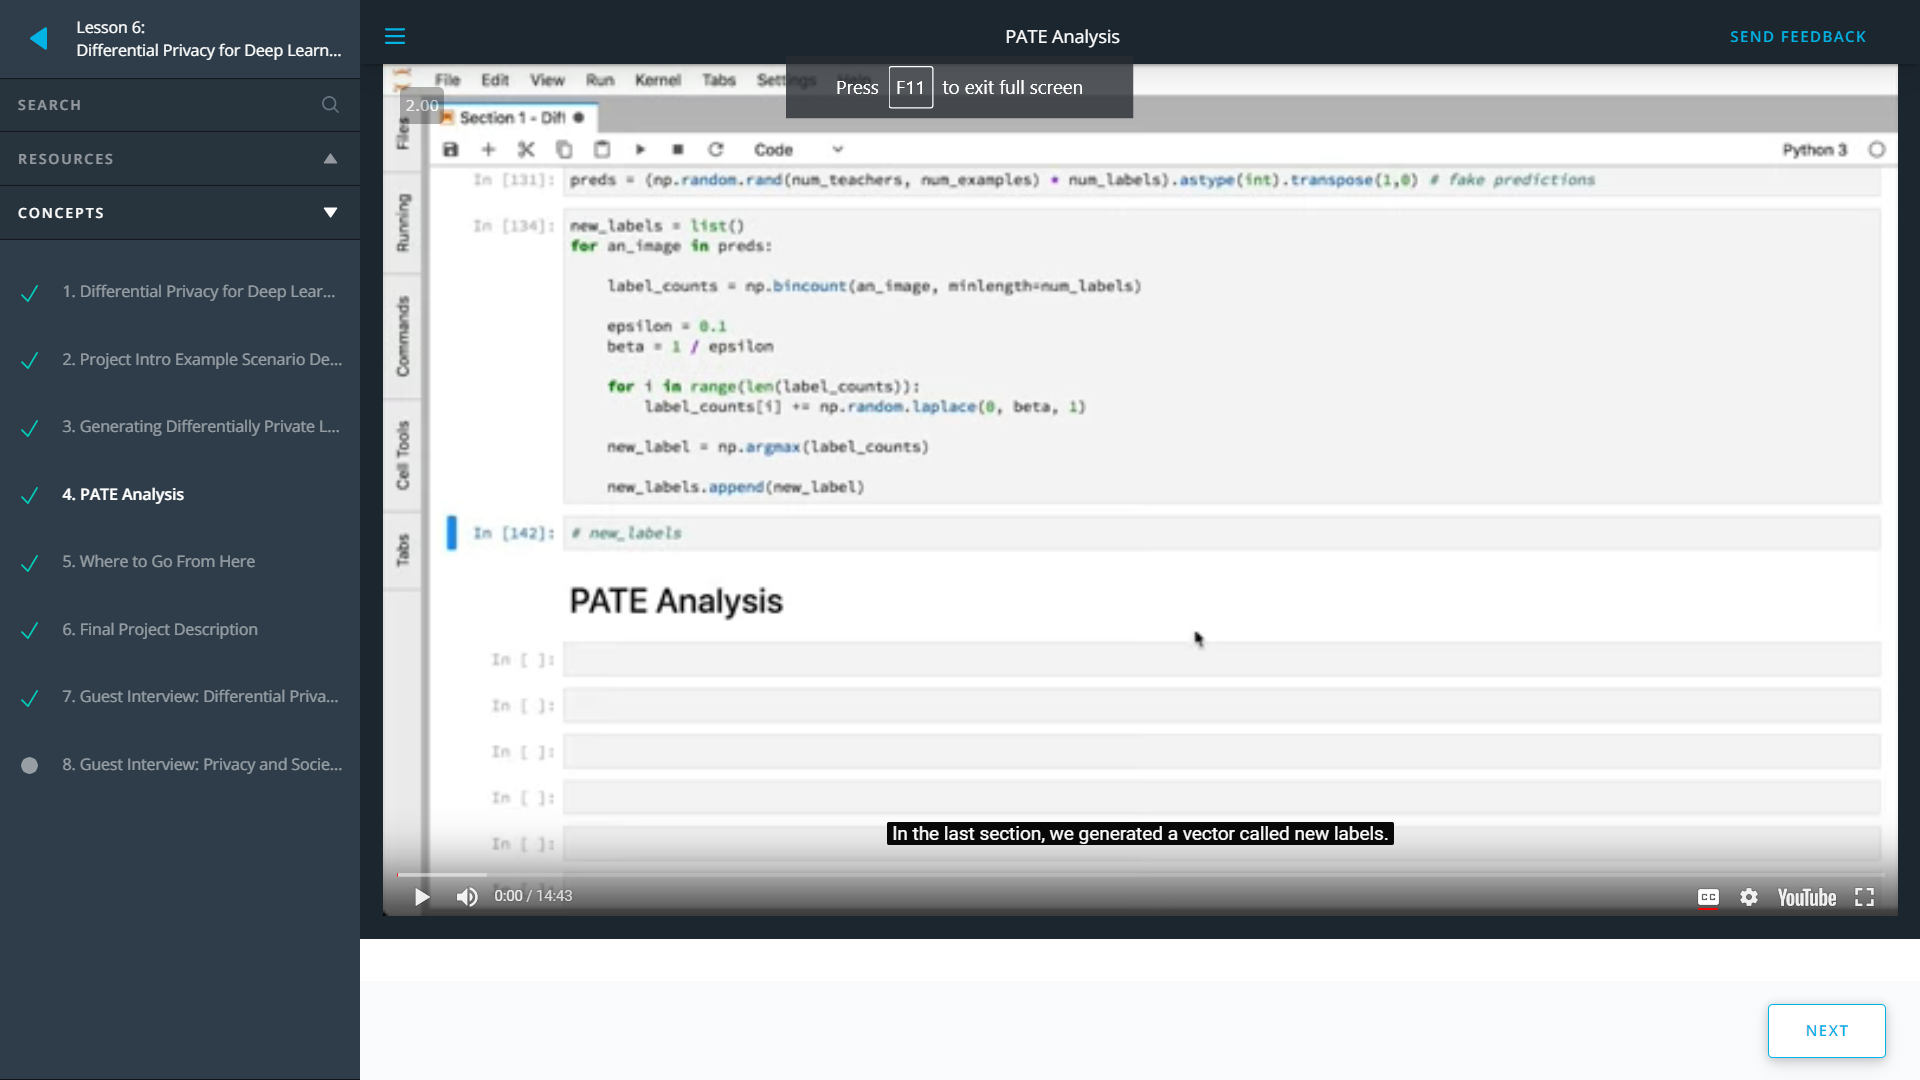 Lesson 6:
Differential Privacy for Deep Learn...
PATE Analysis
SEND FEEDBACK
SEARCH
RESOURCES
CONCEPTS
1. Differential Privacy for Deep Lear...
2. Project Intro Example Scenario De...
3. Generating Differentially Private L...
4. PATE Analysis
5. Where to Go From Here
6. Final Project Description
7. Guest Interview: Differential Priva...
8. Guest Interview: Privacy and Socie...
File Edit View Run Kernel Tabs Settings Help
Press F11 to exit full screen
2.00
Section 1 - Difl
Code
Python 3
Files
Running
Commands
Cell Tools
Tabs
In [131]: preds = (np.random.rand(num_teachers, num_examples) * num_labels).astype(int).transpose(1,0) # fake predictions
In [134]: new_labels = list()
for an_image in preds:
label_counts = np.bincount(an_image, minlength=num_labels)
epsilon = 0.1
beta = 1 / epsilon
for i in range(len(label_counts)):
label_counts[i] += np.random.laplace(0, beta, 1)
new_label = np.argmax(label_counts)
new_labels.append(new_label)
In [142]: # new_labels
PATE Analysis
In [ ]:
In [ ]:
In [ ]:
In [ ]:
In [ ]:
In the last section, we generated a vector called new labels.
0:00 / 14:43
CC
YouTube
NEXT